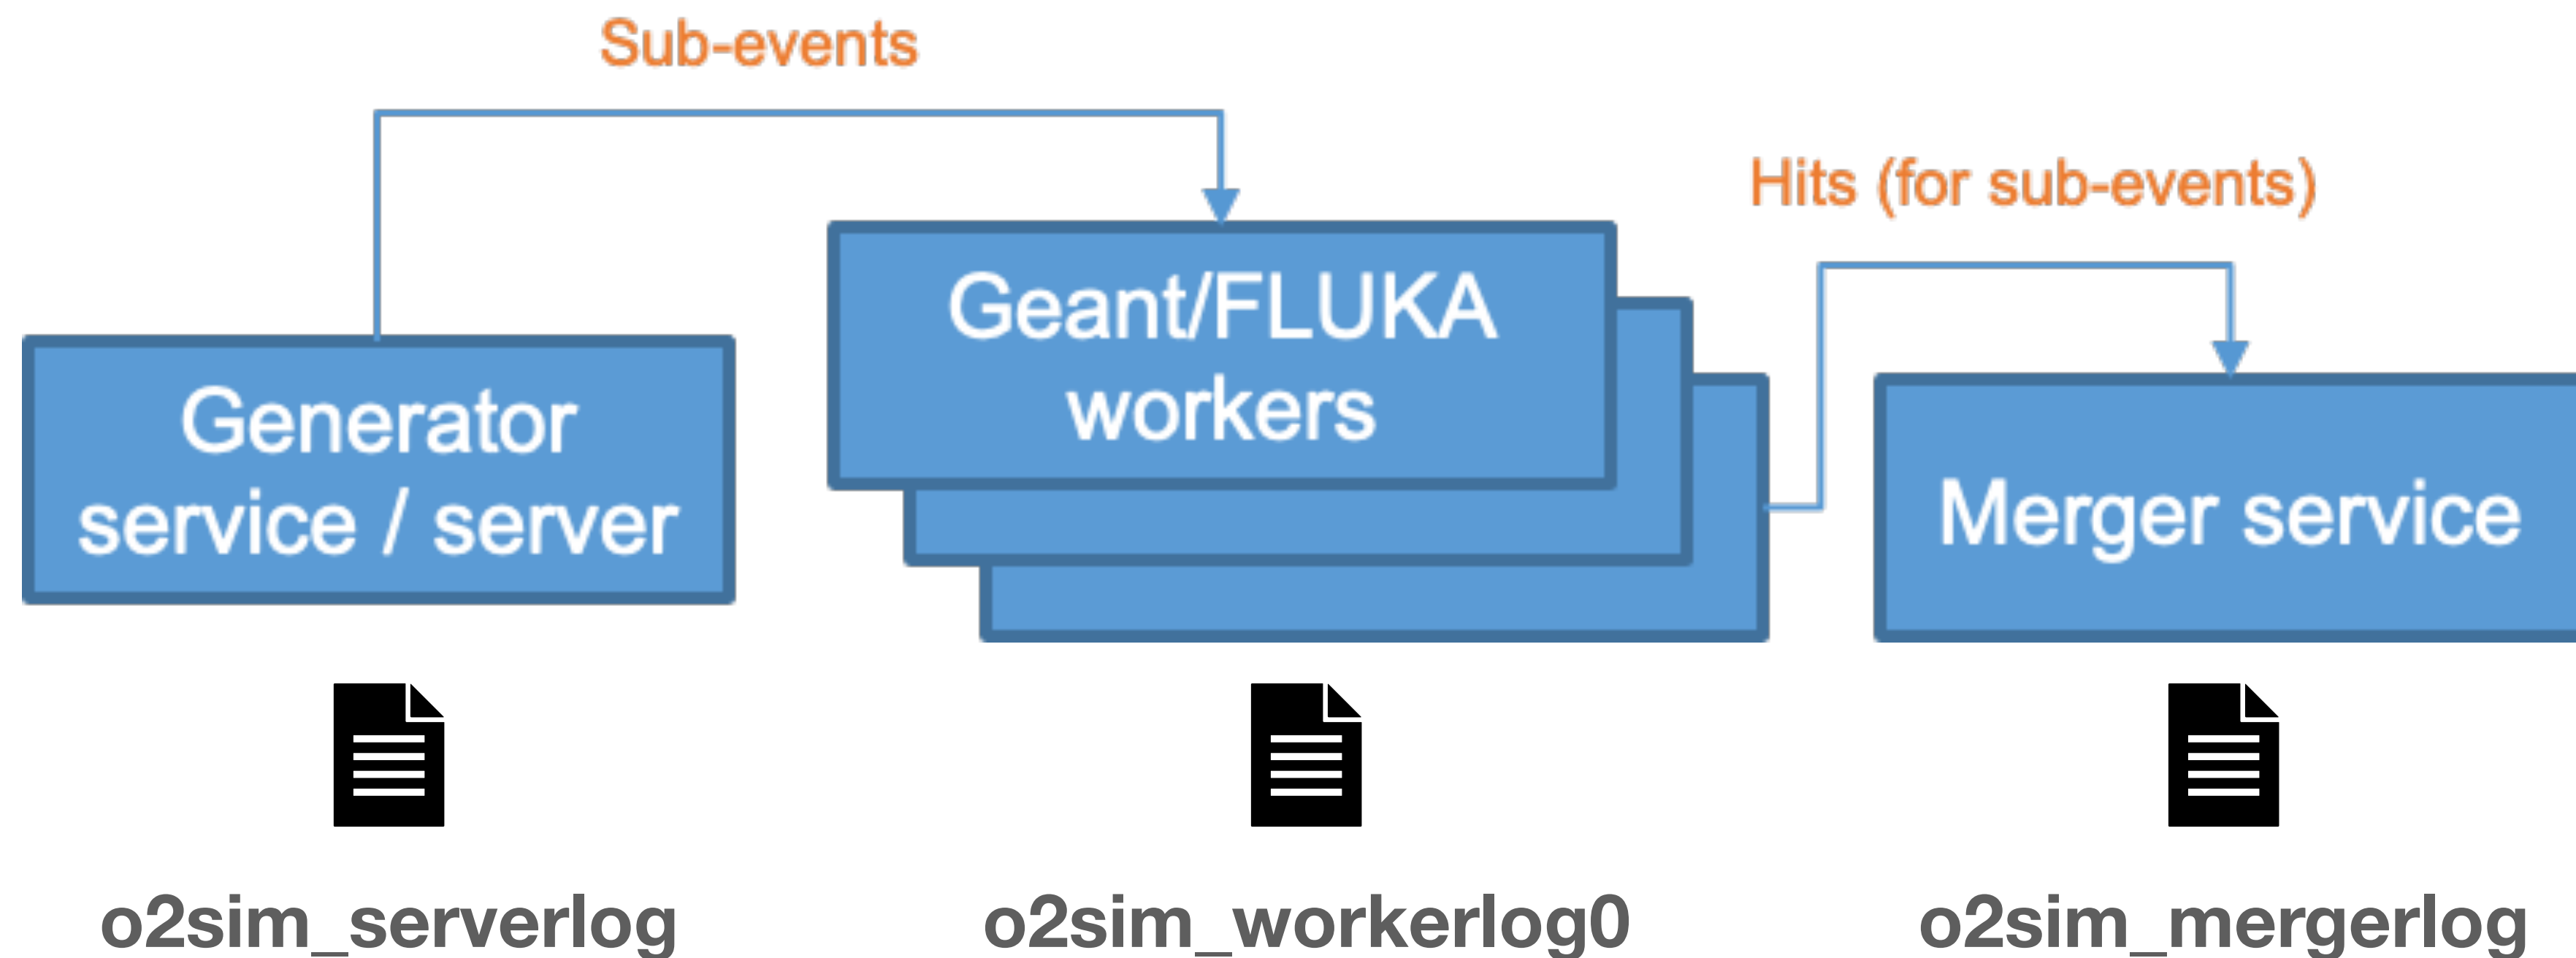 Sub-events
Hits (for sub-events)
Geant/FLUKA
workers
Generator
service / server
Merger service
o2sim_serverlog
o2sim_workerlog0
o2sim_mergerlog